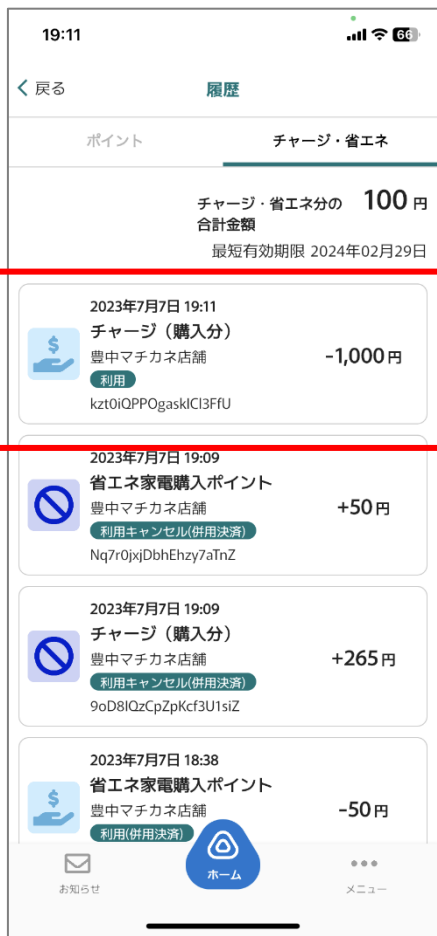 19:11
66
戻る
履歴
ポイント
チャージ・省エネ
チャージ・省エネ分の 100 円
合計金額
最短有効期限 2024年02月29日
2023年7月7日 19:11
チャージ（購入分）
豊中マチカネ店舗
-1,000円
利用
kzt0iQPPOgasklCl3FfU
2023年7月7日 19:09
省エネ家電購入ポイント
豊中マチカネ店舗
+50円
利用キャンセル(併用決済)
Nq7r0jxjDbhEhzy7aTnZ
2023年7月7日 19:09
チャージ（購入分）
豊中マチカネ店舗
+265円
利用キャンセル(併用決済)
9oD8lQzCpZpKcf3U1siZ
2023年7月7日 18:38
省エネ家電購入ポイント
豊中マチカネ店舗
-50円
利用(併用決済)
お知らせ
ホーム
メニュー